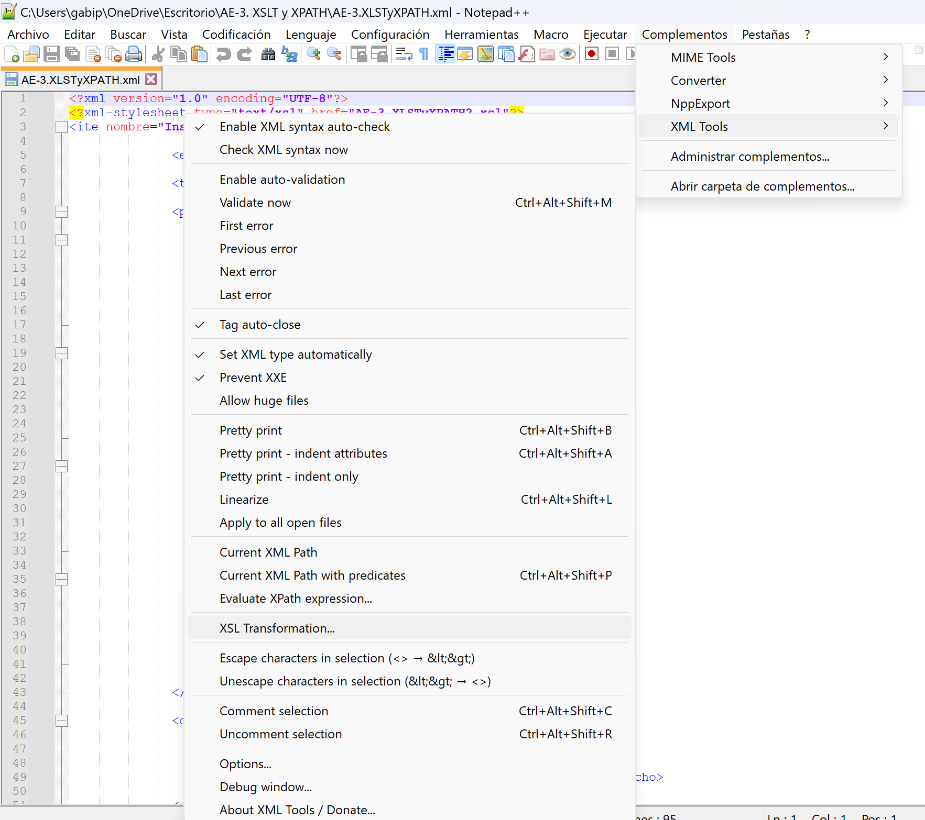 C:\Users\gabip\OneDrive\Escritorio\AE-3. XSLT y XPATH\AE-3.XLSTyXPATH.xml - Notepad++
Archivo Editar Buscar Vista Codificación Lenguaje Configuración Herramientas Macro Ejecutar Complementos Pestañas ?
AE-3.XLSTyXPATH.xml
MIME Tools
Converter
NppExport
XML Tools
Administrar complementos...
Abrir carpeta de complementos...
1 <?xml version="1.0" encoding="UTF-8"?>
2 <?xml-stylesheet type="text/xsl" href="AE-3.XLSTyXPATH2.xsl"?>
3 <ite nombre="Ins
4
5 <e
6
7 <t
8
9 <p
10
11
12
13
14
15
16
17
18
19
20
21
22
23
24
25
26
27
28
29
30
31
32
33
34
35
36
37
38
39
40
41
42
43 </
44
45 <d
46
47
48
49 cho>
50
51
Enable XML syntax auto-check
Check XML syntax now
Enable auto-validation
Validate now Ctrl+Alt+Shift+M
First error
Previous error
Next error
Last error
Tag auto-close
Set XML type automatically
Prevent XXE
Allow huge files
Pretty print Ctrl+Alt+Shift+B
Pretty print - indent attributes Ctrl+Alt+Shift+A
Pretty print - indent only
Linearize Ctrl+Alt+Shift+L
Apply to all open files
Current XML Path
Current XML Path with predicates Ctrl+Alt+Shift+P
Evaluate XPath expression...
XSL Transformation...
Escape characters in selection (<> → &lt;&gt;)
Unescape characters in selection (&lt;&gt; → <>)
Comment selection Ctrl+Alt+Shift+C
Uncomment selection Ctrl+Alt+Shift+R
Options...
Debug window...
About XML Tools / Donate...
nes : 95 Ln : 1 Col : 1 Pos : 1